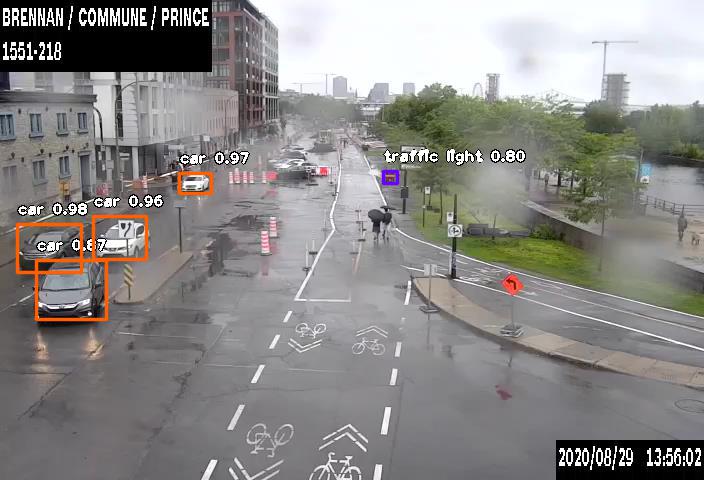 BRENNAN / COMMUNE / PRINCE
1551-218
car 0.97
traffic light 0.80
car 0.98
car 0.96
car 0.87
2020/08/29 13:56:02